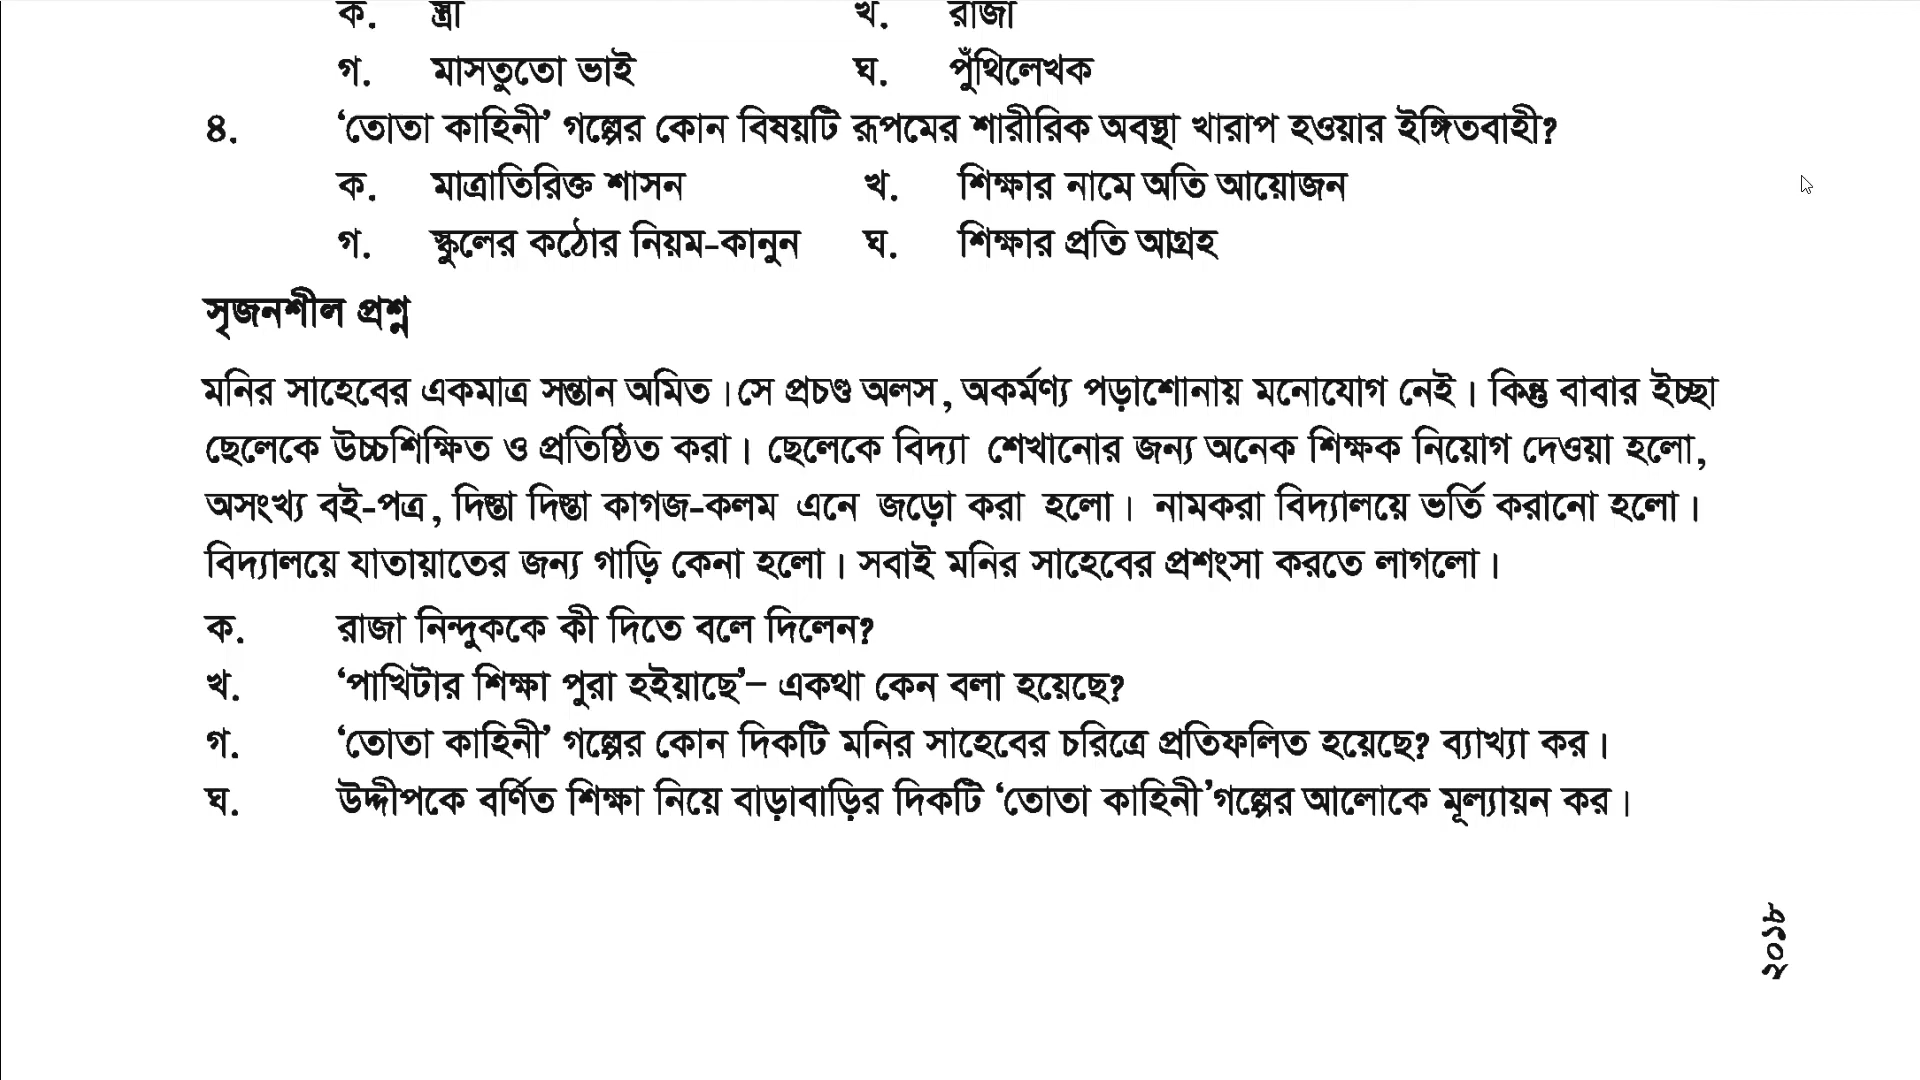 ক. স্ত্রী খ. রাজা
গ. মাসতুতো ভাই ঘ. পুঁথিলেখক
৪. ‘তোতা কাহিনী’ গল্পের কোন বিষয়টি রূপমের শারীরিক অবস্থা খারাপ হওয়ার ইঙ্গিতবাহী?
ক. মাত্রাতিরিক্ত শাসন খ. শিক্ষার নামে অতি আয়োজন
গ. স্কুলের কঠোর নিয়ম-কানুন ঘ. শিক্ষার প্রতি আগ্রহ
সৃজনশীল প্রশ্ন
মনির সাহেবের একমাত্র সন্তান অমিত। সে প্রচণ্ড অলস, অকর্মণ্য পড়াশোনায় মনোযোগ নেই। কিন্তু বাবার ইচ্ছা
ছেলেকে উচ্চশিক্ষিত ও প্রতিষ্ঠিত করা। ছেলেকে বিদ্যা শেখানোর জন্য অনেক শিক্ষক নিয়োগ দেওয়া হলো,
অসংখ্য বই-পত্র, দিস্তা দিস্তা কাগজ-কলম এনে জড়ো করা হলো। নামকরা বিদ্যালয়ে ভর্তি করানো হলো।
বিদ্যালয়ে যাতায়াতের জন্য গাড়ি কেনা হলো। সবাই মনির সাহেবের প্রশংসা করতে লাগলো।
ক. রাজা নিন্দুককে কী দিতে বলে দিলেন?
খ. ‘পাখিটার শিক্ষা পুরা হইয়াছে’– একথা কেন বলা হয়েছে?
গ. ‘তোতা কাহিনী’ গল্পের কোন দিকটি মনির সাহেবের চরিত্রে প্রতিফলিত হয়েছে? ব্যাখ্যা কর।
ঘ. উদ্দীপকে বর্ণিত শিক্ষা নিয়ে বাড়াবাড়ির দিকটি ‘তোতা কাহিনী’গল্পের আলোকে মূল্যায়ন কর।
২০১৮